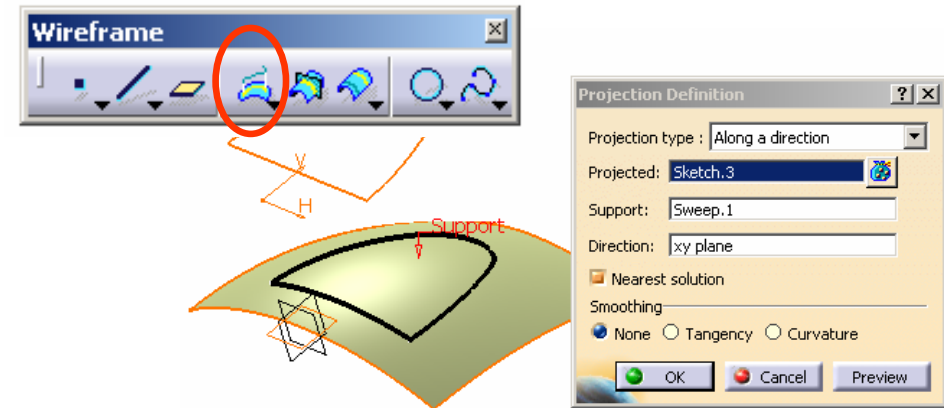 Wireframe
V
H
Support
Projection Definition
Projection type : Along a direction
Projected: Sketch.3
Support: Sweep.1
Direction: xy plane
Nearest solution
Smoothing
None Tangency Curvature
OK Cancel Preview